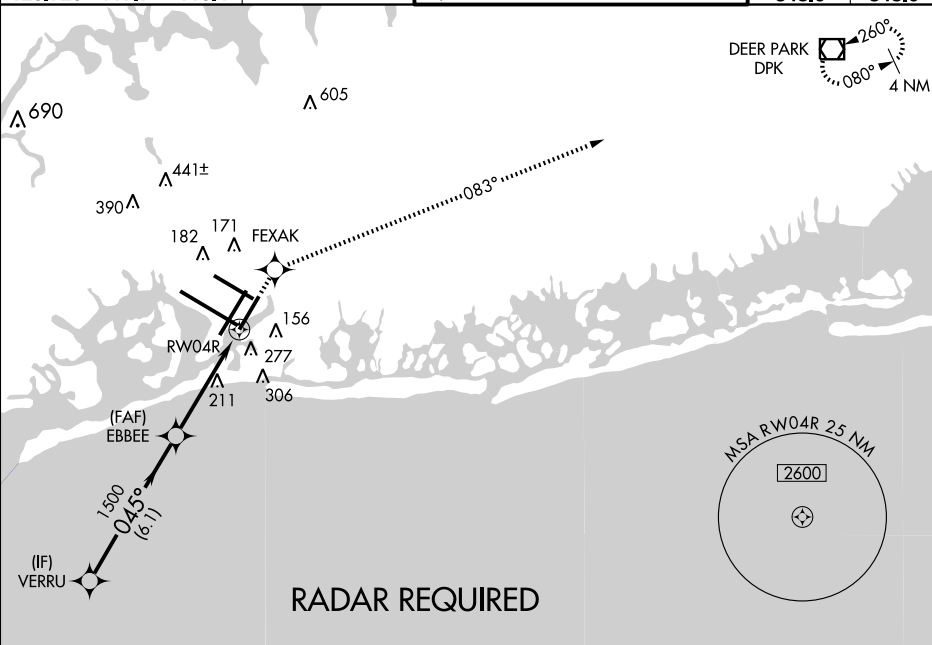 DEER PARK
DPK
260°
080°
4 NM
605
690
441±
083°
390
182
171
FEXAK
156
RW04R
277
211
306
(FAF)
EBBEE
MSA RW04R 25 NM
2600
1500
045°
(6.1)
(IF)
VERRU
RADAR REQUIRED